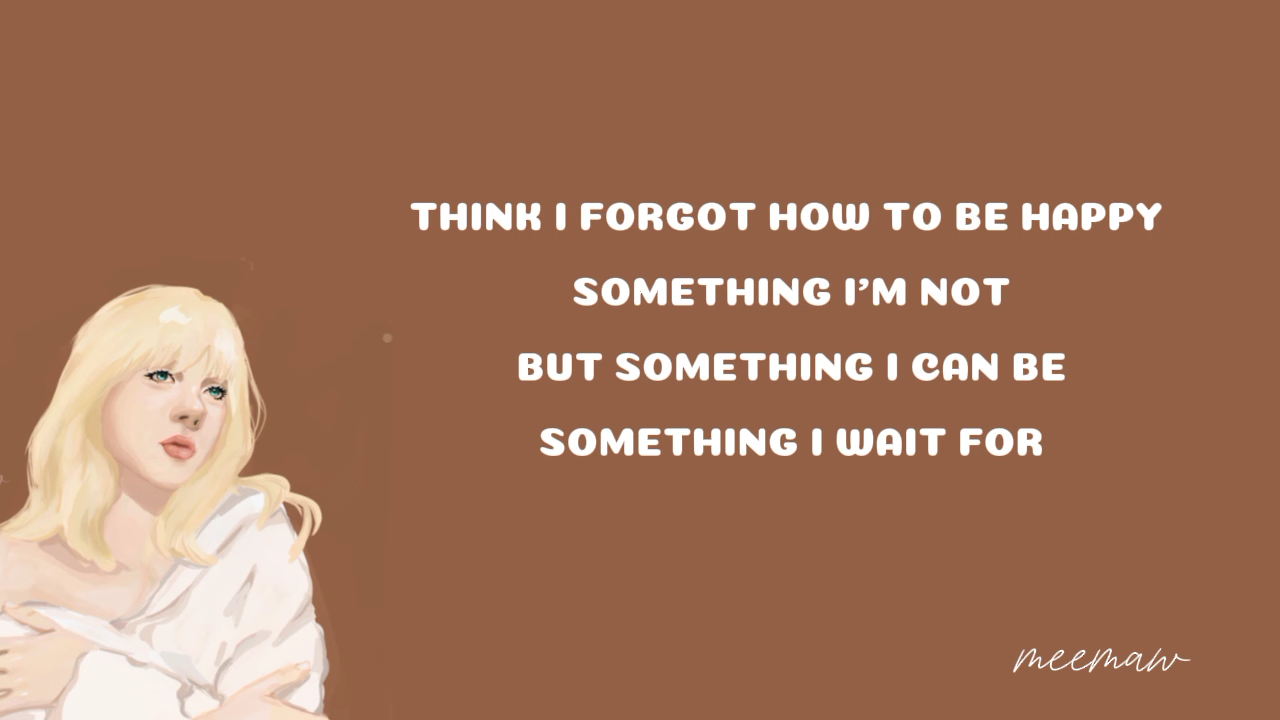 THINK I FORGOT HOW TO BE HAPPY
SOMETHING I'M NOT
BUT SOMETHING I CAN BE
SOMETHING I WAIT FOR
meemaw